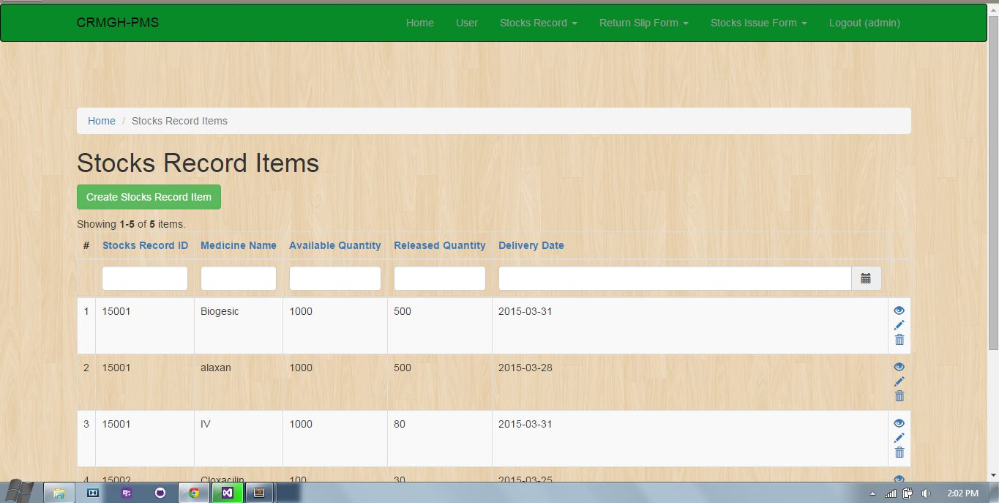 CRMGH-PMS Home User Stocks Record Return Slip Form Stocks Issue Form Logout (admin)
Home / Stocks Record Items
Stocks Record Items
Create Stocks Record Item
Showing 1-5 of 5 items.
# Stocks Record ID Medicine Name Available Quantity Released Quantity Delivery Date
1 15001 Biogesic 1000 500 2015-03-31
2 15001 alaxan 1000 500 2015-03-28
3 15001 IV 1000 80 2015-03-31
4 15002 Cloxacilin 100 30 2015-03-25
2:02 PM